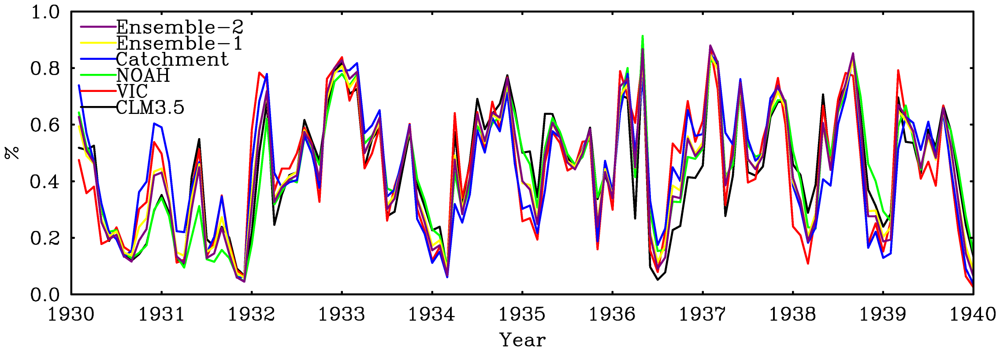 1.0
0.8
0.6
0.4
0.2
0.0
%
Ensemble-2
Ensemble-1
Catchment
NOAH
VIC
CLM3.5
1930 1931 1932 1933 1934 1935 1936 1937 1938 1939 1940
Year